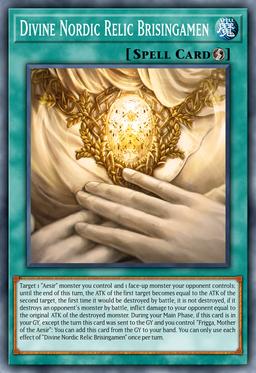 Divine Nordic Relic Brisingamen
[Spell Card]
Target 1 "Aesir" monster you control and 1 face-up monster your opponent controls;
until the end of this turn, the ATK of the first target becomes equal to the ATK of the
second target, the first time it would be destroyed by battle, it is not destroyed, if it
destroys an opponent's monster by battle, inflict damage to your opponent equal to
the original ATK of the destroyed monster. During your Main Phase, if this card is in
your GY, except the turn this card was sent to the GY and you control "Frigga, Mother
of the Aesir": You can add this card from the GY to your hand. You can only use each
effect of "Divine Nordic Relic Brisingamen" once per turn.